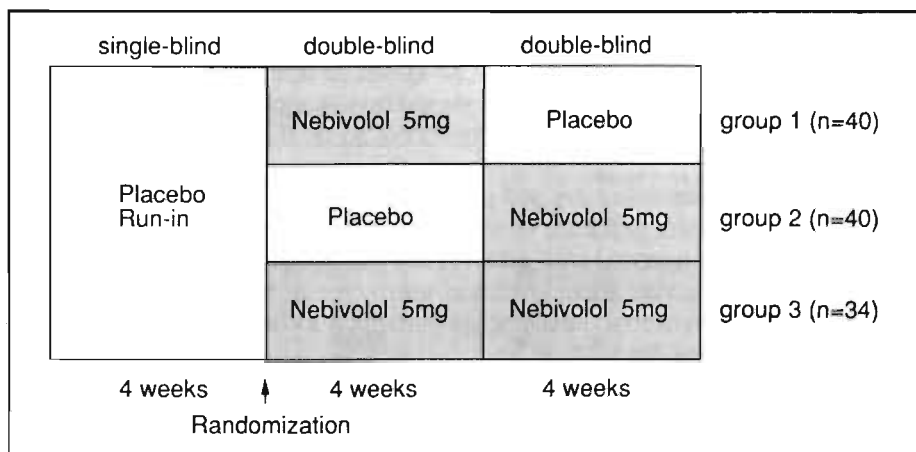 single-blind double-blind double-blind
Nebivolol 5mg Placebo group 1 (n=40)
Placebo
Run-in
Placebo Nebivolol 5mg group 2 (n=40)
Nebivolol 5mg Nebivolol 5mg group 3 (n=34)
4 weeks 4 weeks 4 weeks
Randomization